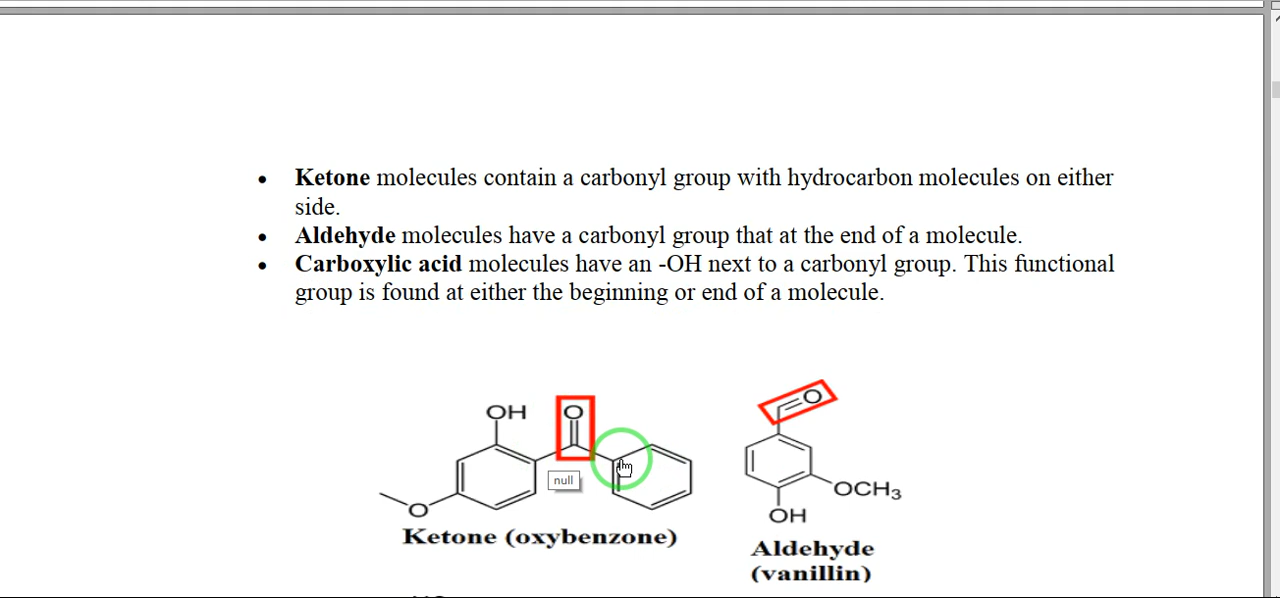 • Ketone molecules contain a carbonyl group with hydrocarbon molecules on either
side.
• Aldehyde molecules have a carbonyl group that at the end of a molecule.
• Carboxylic acid molecules have an -OH next to a carbonyl group. This functional
group is found at either the beginning or end of a molecule.
OH
O
O
null
O
OCH3
OH
Ketone (oxybenzone)
Aldehyde
(vanillin)